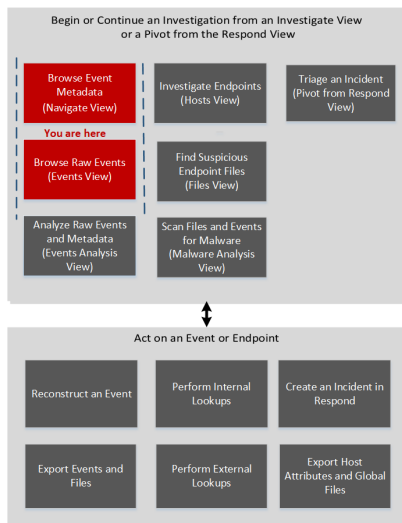 Begin or Continue an Investigation from an Investigate View
or a Pivot from the Respond View
Browse Event
Metadata
(Navigate View)
Investigate Endpoints
(Hosts View)
Triage an Incident
(Pivot from Respond
View)
You are here
Browse Raw Events
(Events View)
Find Suspicious
Endpoint Files
(Files View)
Analyze Raw Events
and Metadata
(Events Analysis
View)
Scan Files and Events
for Malware
(Malware Analysis
View)
Act on an Event or Endpoint
Reconstruct an Event
Perform Internal
Lookups
Create an Incident in
Respond
Export Events and
Files
Perform External
Lookups
Export Host
Attributes and Global
Files